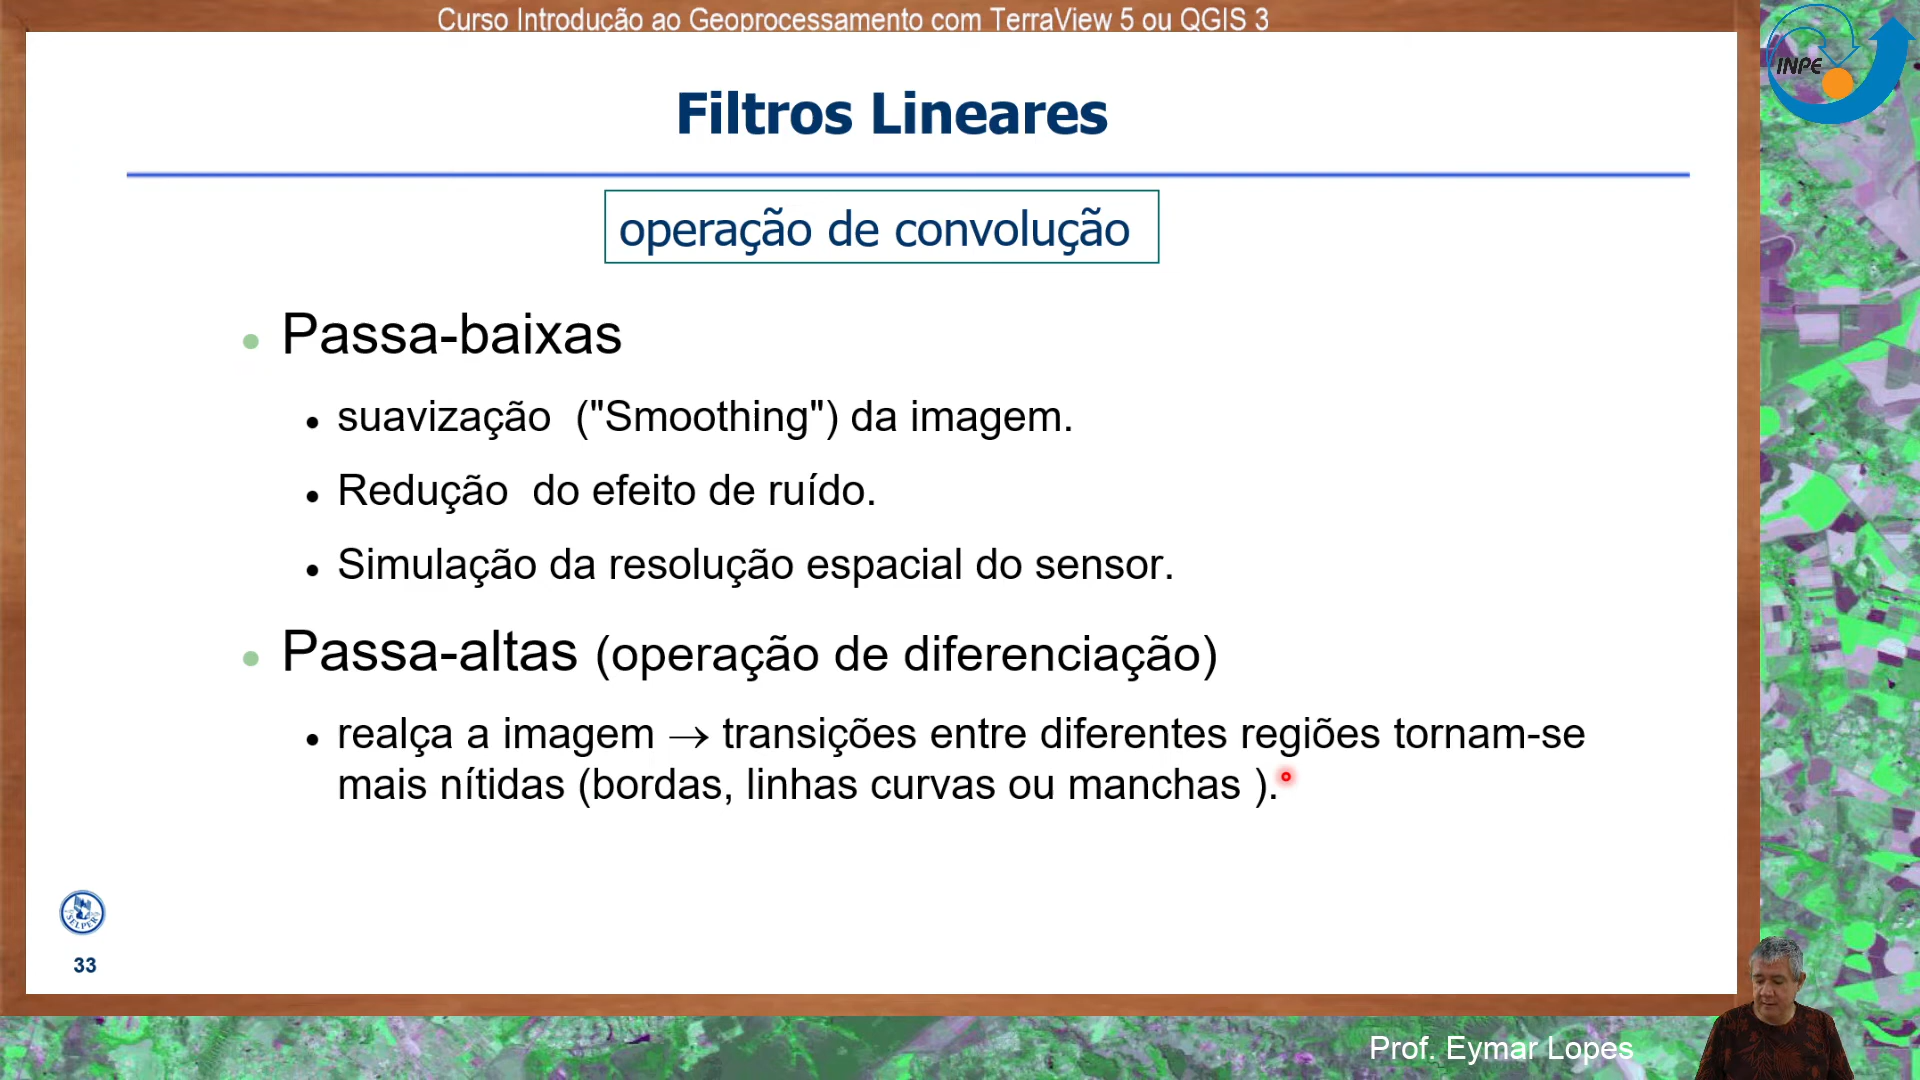 Curso Introdução ao Geoprocessamento com TerraView 5 ou QGIS 3
INPE
Filtros Lineares
operação de convolução
• Passa-baixas
• suavização ("Smoothing") da imagem.
• Redução do efeito de ruído.
• Simulação da resolução espacial do sensor.
• Passa-altas (operação de diferenciação)
• realça a imagem → transições entre diferentes regiões tornam-se
mais nítidas (bordas, linhas curvas ou manchas ).
SELPER
33
Prof. Eymar Lopes